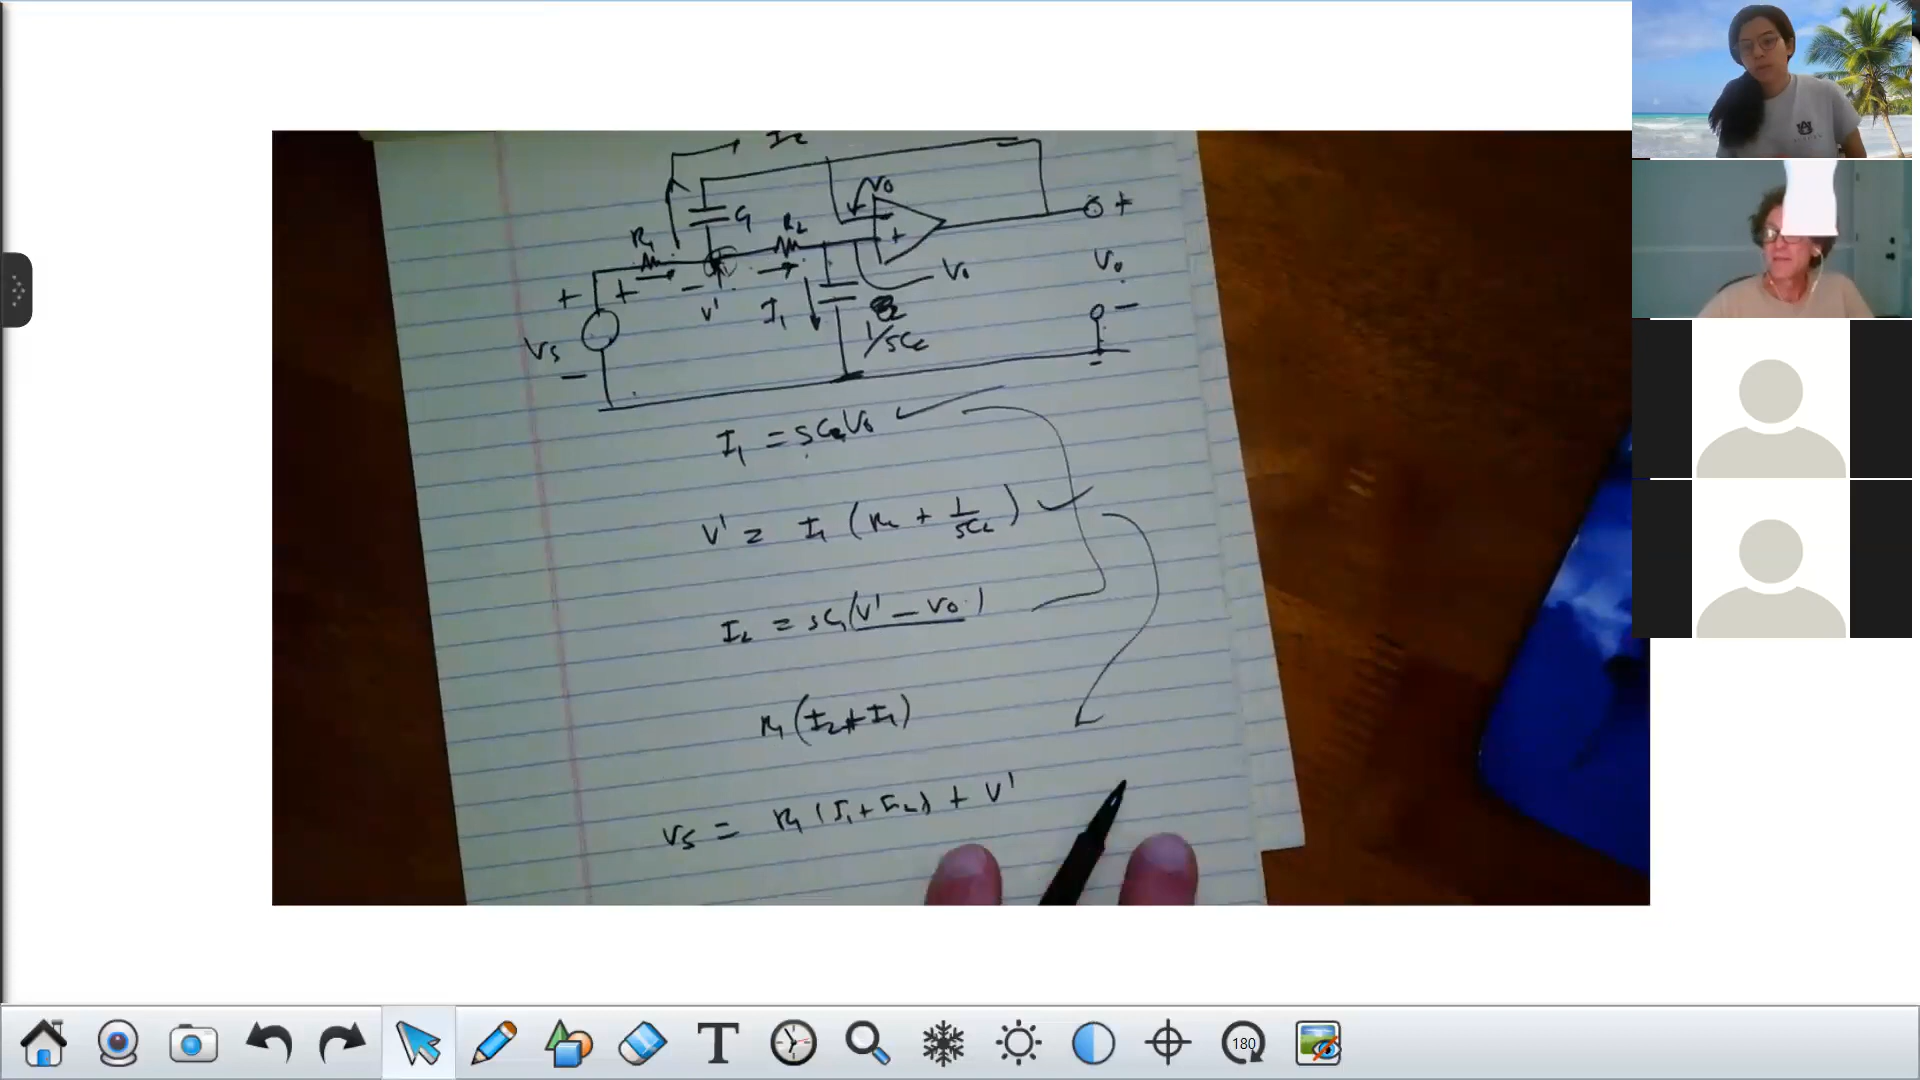 I2
Vo
C1
R1
R2
+
+
Vo
+ + -
V'
I1
Vo
Vs
1/SC2
-
-
I1 = SC2Vo
V' = I1 (R2 + 1/SC2)
I2 = SC1(V' - Vo)
R1 (I2 + I1)
Vs = R1 (I1 + I2) + V'
T
180